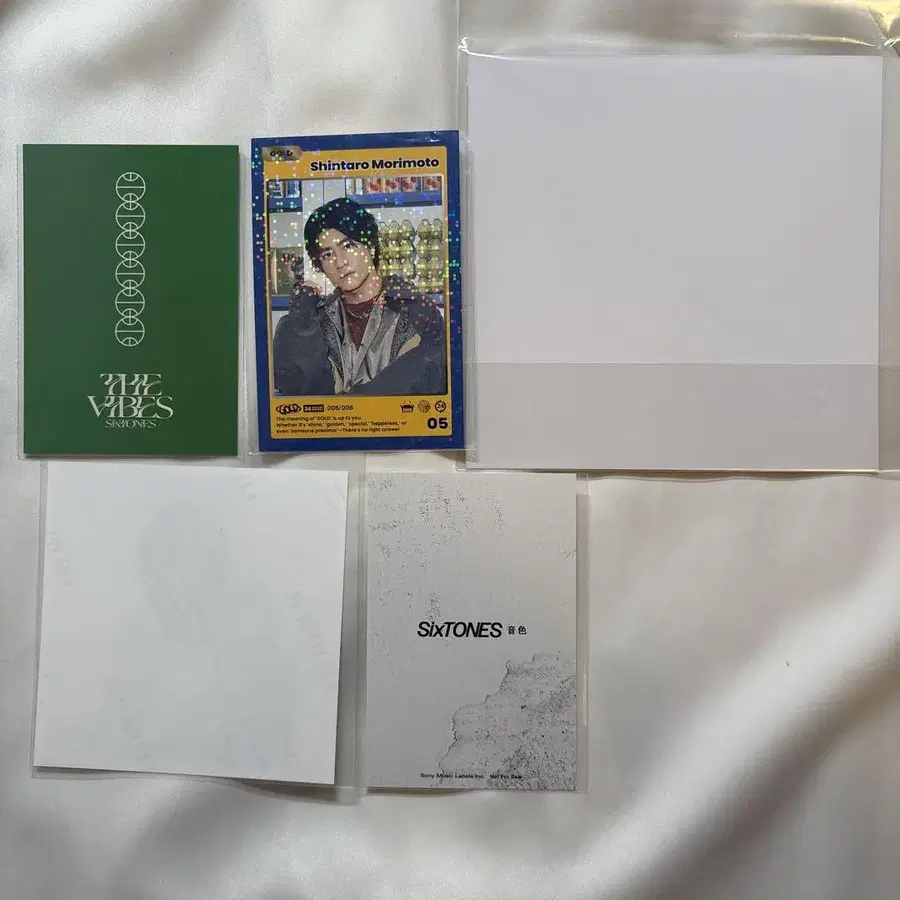 THE
VIBES
SixTONES
GOLD
Shintaro Morimoto
GOLD
005/006
The meaning of 'GOLD' is up to you.
Whether it's 'shine,' 'golden,' 'special,' 'happiness,' or
even 'someone precious'—There's no right answer
24
05
SixTONES 音色
Sony Music Labels Inc. Not For Sale